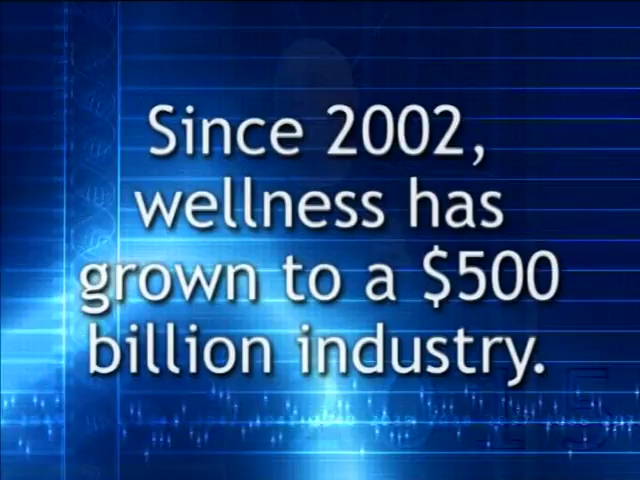 Since 2002,
wellness has
grown to a $500
billion industry.